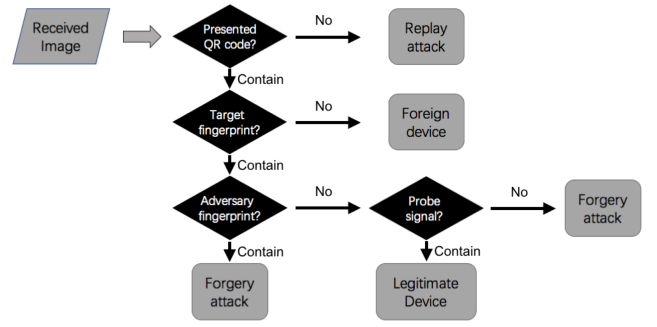 Received
Image
Presented
QR code?
No
Replay
attack
Contain
Target
fingerprint?
No
Foreign
device
Contain
Adversary
fingerprint?
No
Probe
signal?
No
Forgery
attack
Contain
Contain
Forgery
attack
Legitimate
Device